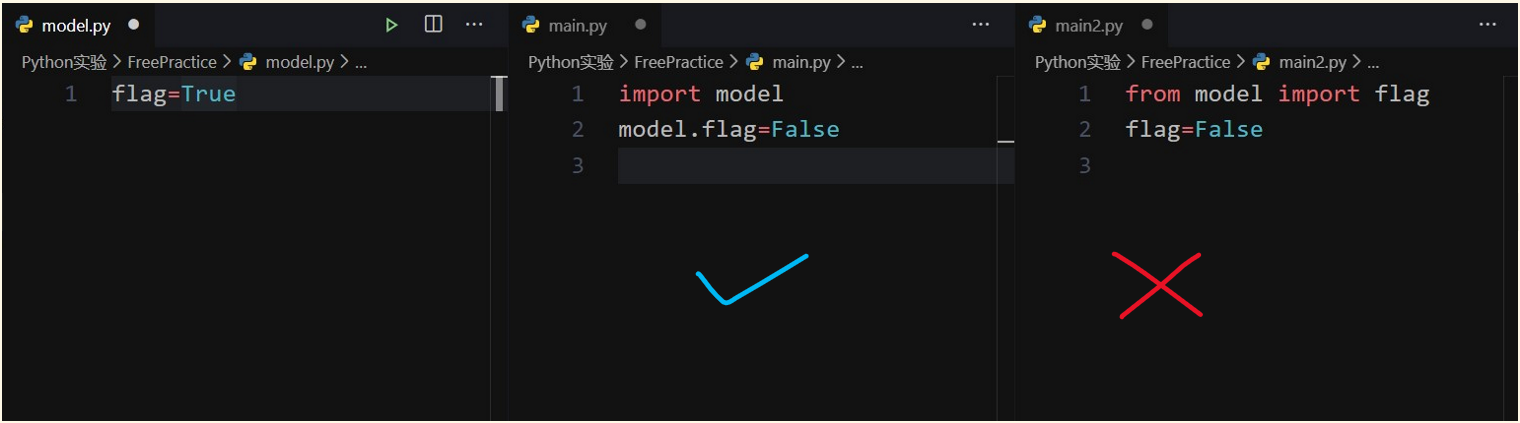 model.py
Python实验 > FreePractice > model.py > ...
1 flag=True
main.py
Python实验 > FreePractice > main.py > ...
1 import model
2 model.flag=False
3
main2.py
Python实验 > FreePractice > main2.py > ...
1 from model import flag
2 flag=False
3